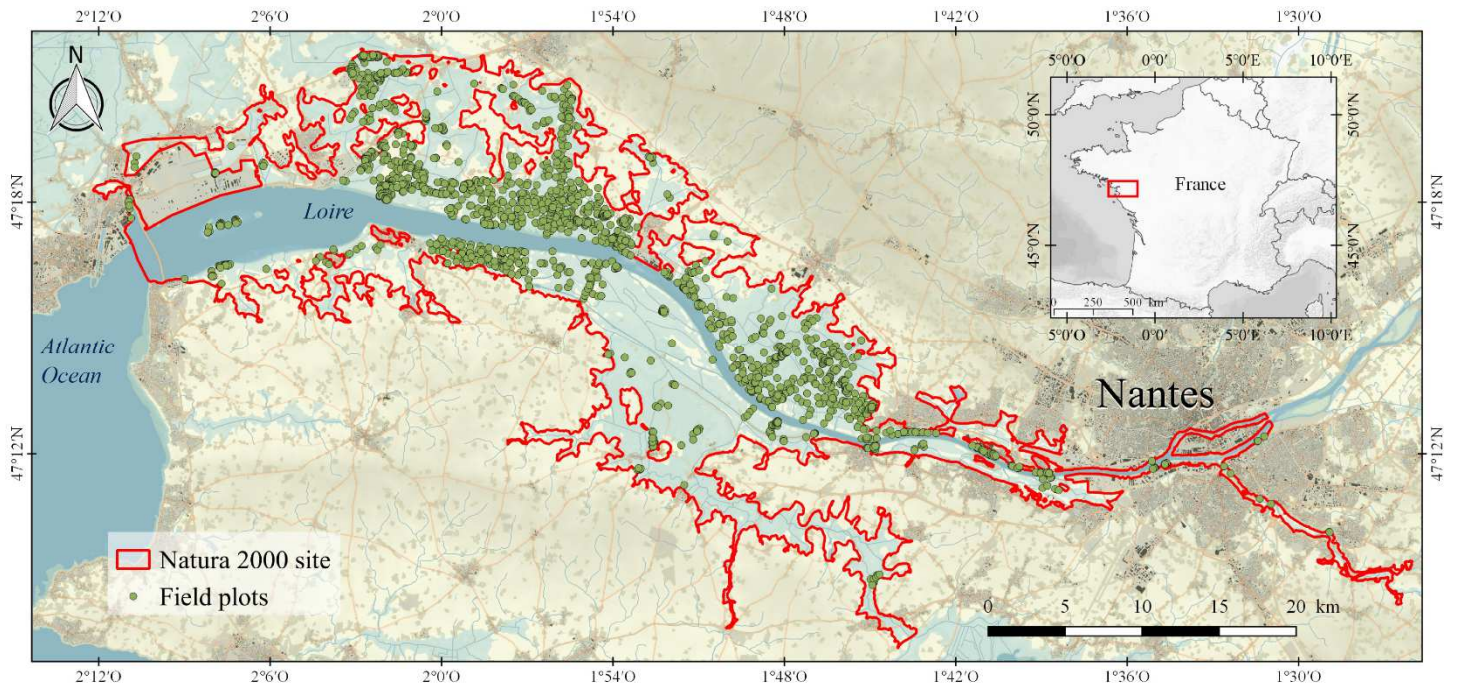 2°12'O 2°6'O 2°0'O 1°54'O 1°48'O 1°42'O 1°36'O 1°30'O
N
5°0'O 0°0'E 5°0'E 10°0'E
50°0'N
50°0'N
France
45°0'N
45°0'N
0 250 500 km
5°0'O 0°0'E 5°0'E 10°0'E
47°18'N
47°18'N
Loire
Atlantic
Ocean
Nantes
47°12'N
47°12'N
Natura 2000 site
Field plots
0 5 10 15 20 km
2°12'O 2°6'O 2°0'O 1°54'O 1°48'O 1°42'O 1°36'O 1°30'O